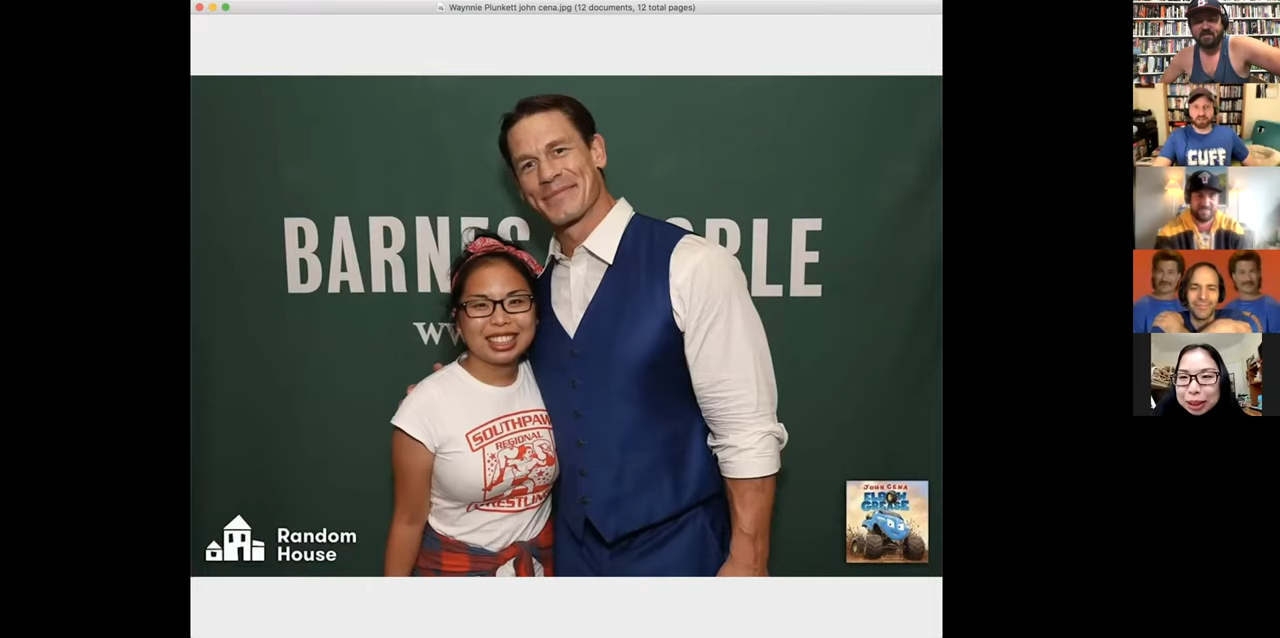 Waynnie Plunkett john cena.jpg (12 documents, 12 total pages)
BARNES
BLE
SOUTHPAW
REGIONAL
WRESTLING
Random
House
JOHN CENA
ELBOW
GREASE
CUFF